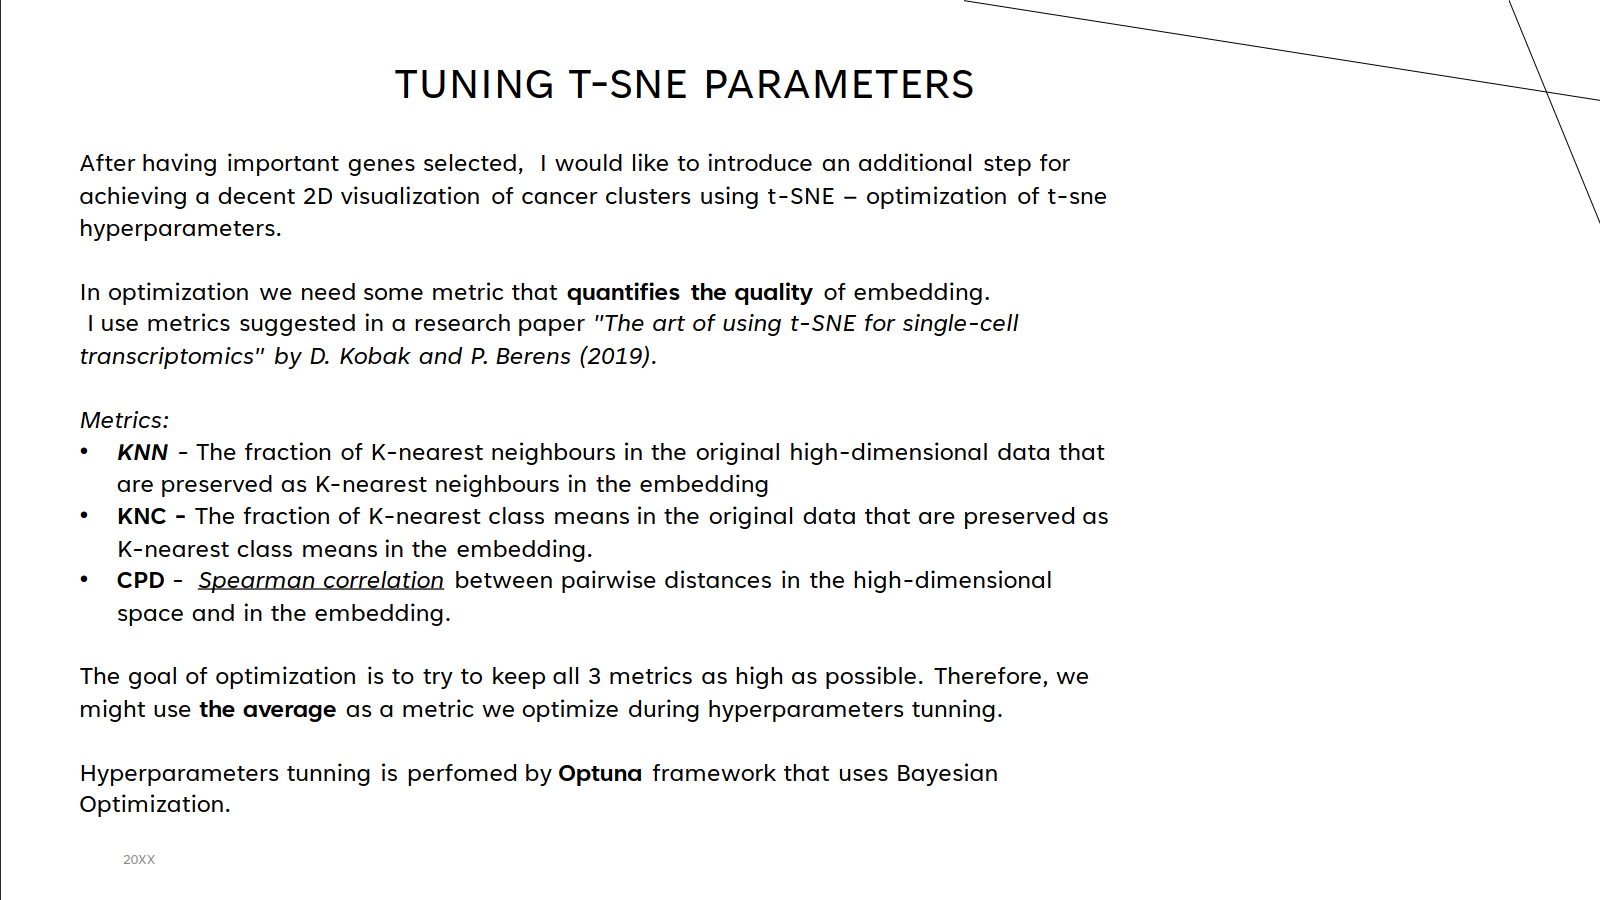 TUNING T-SNE PARAMETERS
After having important genes selected,  I would like to introduce an additional step for
achieving a decent 2D visualization of cancer clusters using t-SNE – optimization of t-sne
hyperparameters.
In optimization we need some metric that quantifies the quality of embedding.
I use metrics suggested in a research paper "The art of using t-SNE for single-cell
transcriptomics" by D. Kobak and P. Berens (2019).
Metrics:
• KNN - The fraction of K-nearest neighbours in the original high-dimensional data that
are preserved as K-nearest neighbours in the embedding
• KNC - The fraction of K-nearest class means in the original data that are preserved as
K-nearest class means in the embedding.
• CPD - Spearman correlation between pairwise distances in the high-dimensional
space and in the embedding.
The goal of optimization is to try to keep all 3 metrics as high as possible. Therefore, we
might use the average as a metric we optimize during hyperparameters tunning.
Hyperparameters tunning is perfomed by Optuna framework that uses Bayesian
Optimization.
20XX